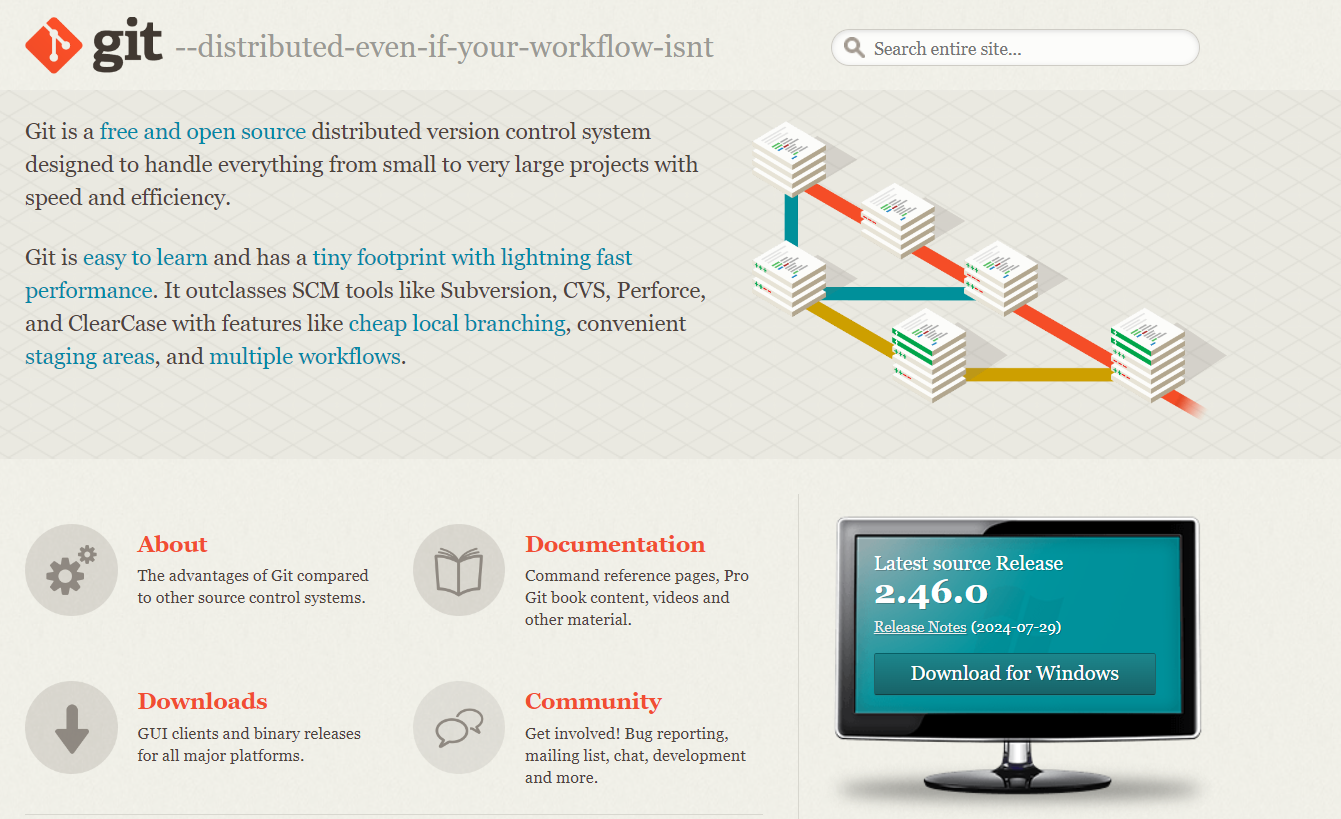 git --distributed-even-if-your-workflow-isnt
Search entire site...
Git is a free and open source distributed version control system
designed to handle everything from small to very large projects with
speed and efficiency.
Git is easy to learn and has a tiny footprint with lightning fast
performance. It outclasses SCM tools like Subversion, CVS, Perforce,
and ClearCase with features like cheap local branching, convenient
staging areas, and multiple workflows.
About
The advantages of Git compared
to other source control systems.
Documentation
Command reference pages, Pro
Git book content, videos and
other material.
Downloads
GUI clients and binary releases
for all major platforms.
Community
Get involved! Bug reporting,
mailing list, chat, development
and more.
Latest source Release
2.46.0
Release Notes (2024-07-29)
Download for Windows